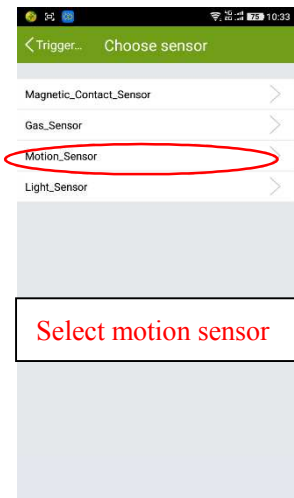 75 10:33
Trigger... Choose sensor
Magnetic_Contact_Sensor
Gas_Sensor
Motion_Sensor
Light_Sensor
Select motion sensor